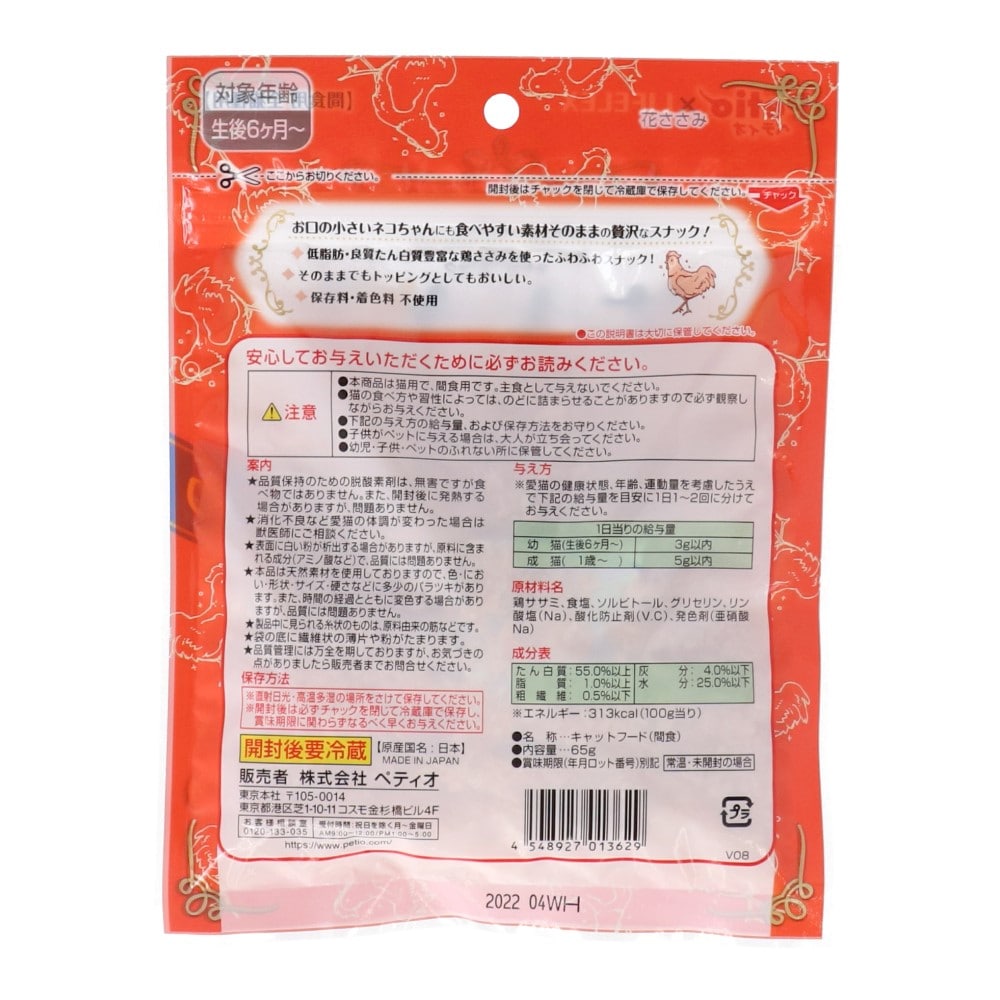 対象年齢
生後6ヶ月～
花ささみ
ここからお切りください。
開封後はチャックを閉じて冷蔵庫で保存してください。
チャック
お口の小さいネコちゃんにも食べやすい素材そのままの贅沢なスナック！
低脂肪・良質たん白質豊富な鶏ささみを使ったふわふわスナック！
そのままでもトッピングとしてもおいしい。
保存料・着色料 不使用
●この説明書は大切に保管してください。
安心してお与えいただくために必ずお読みください。
注意
●本商品は猫用で、間食用です。主食として与えないでください。
●猫の食べ方や習性によっては、のどに詰まらせることがありますので必ず観察し
ながらお与えください。
●下記の与え方の給与量、および保存方法をお守りください。
●子供がペットに与える場合は、大人が立ち会ってください。
●幼児・子供・ペットのふれない所に保管してください。
案内
★品質保持のための脱酸素剤は、無害ですが食
べ物ではありません。また、開封後に発熱する
場合がありますが、問題ありません。
★消化不良など愛猫の体調が変わった場合は
獣医師にご相談ください。
★表面に白い粉が析出する場合がありますが、原料に含ま
れる成分(アミノ酸など)で、品質には問題ありません。
★本品は天然素材を使用しておりますので、色・にお
い・形状・サイズ・硬さなどに多少のバラツキがあり
ます。また、時間の経過とともに変色する場合があり
ますが、品質には問題ありません。
★製品中に見られる糸状のものは、原料由来の筋などです。
★袋の底に繊維状の薄片や粉がたまります。
★品質管理には万全を期しておりますが、お気づきの
点がありましたら販売者までお問合せください。
保存方法
※直射日光・高温多湿の場所をさけて保存してください。
※開封後は必ずチャックを閉じて冷蔵庫で保存し、
賞味期限に関わらずなるべく早くお与えください。
開封後要冷蔵
【原産国名：日本】
MADE IN JAPAN
販売者 株式会社 ペティオ
東京本社 〒105-0014
東京都港区芝1-10-11コスモ金杉橋ビル4F
お客様相談室
0120-133-035
受付時間：祝日を除く月～金曜日
AM9:00～12:00/PM1:00～5:00
https://www.petio.com/
与え方
※愛猫の健康状態、年齢、運動量を考慮したうえ
で下記の給与量を目安に1日1～2回に分けて
お与えください。
1日当りの給与量
幼 猫(生後6ヶ月～) 3g以内
成 猫( 1歳～ ) 5g以内
原材料名
鶏ササミ、食塩、ソルビトール、グリセリン、リン
酸塩(Na)、酸化防止剤(V.C)、発色剤(亜硝酸
Na)
成分表
たん白質：55.0%以上 灰 分：4.0%以下
脂 質：1.0%以上 水 分：25.0%以下
粗 繊 維：0.5%以下
※エネルギー：313kcal(100g当り)
●名 称…キャットフード(間食)
●内容量…65g
●賞味期限(年月ロット番号)別記 常温・未開封の場合
4 548927 013629
プラ
V08
2022 04WH